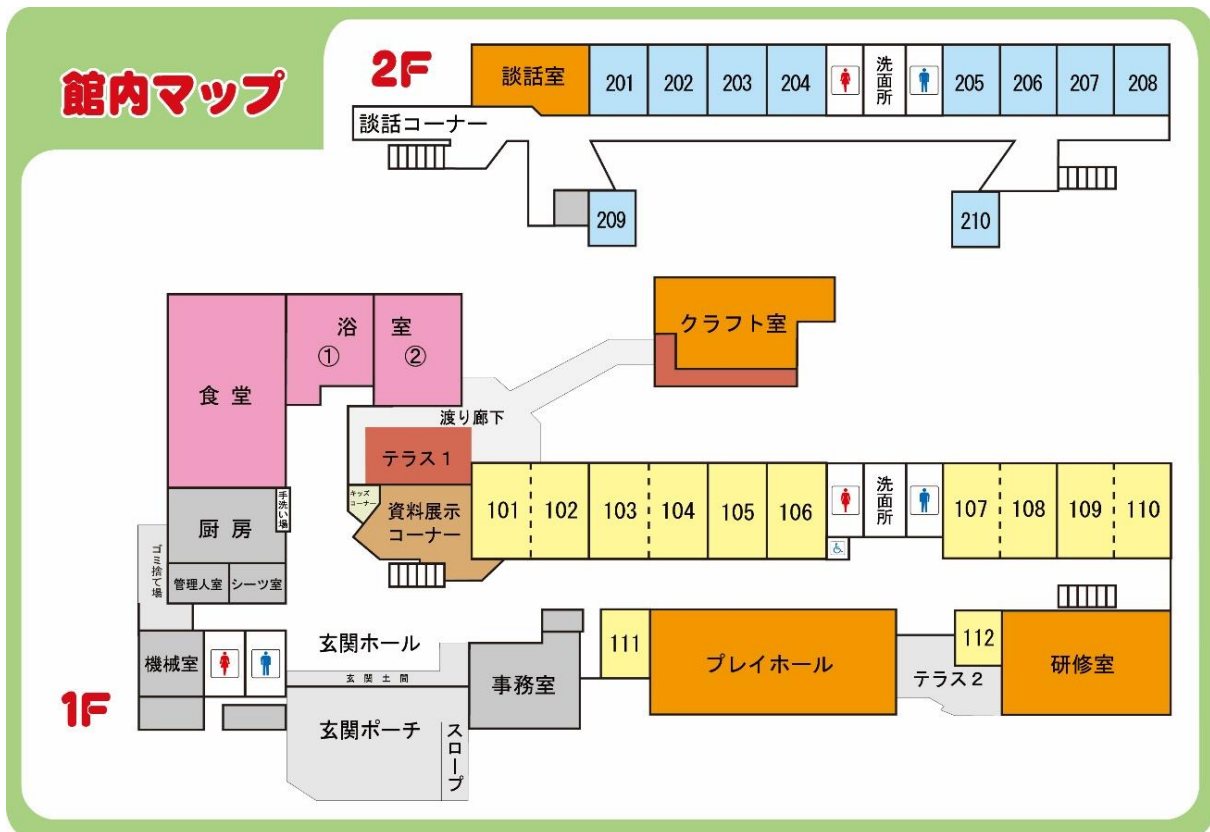 館内マップ
2F
談話室
201
202
203
204
洗面所
205
206
207
208
談話コーナー
209
210
クラフト室
浴室
①
②
食堂
渡り廊下
テラス1
キッズ
コーナー
資料展示
コーナー
101
102
103
104
105
106
洗面所
107
108
109
110
手洗い場
厨房
ゴミ捨て場
管理人室
シーツ室
機械室
玄関ホール
玄関土間
事務室
111
プレイホール
112
テラス2
研修室
1F
玄関ポーチ
スロープ